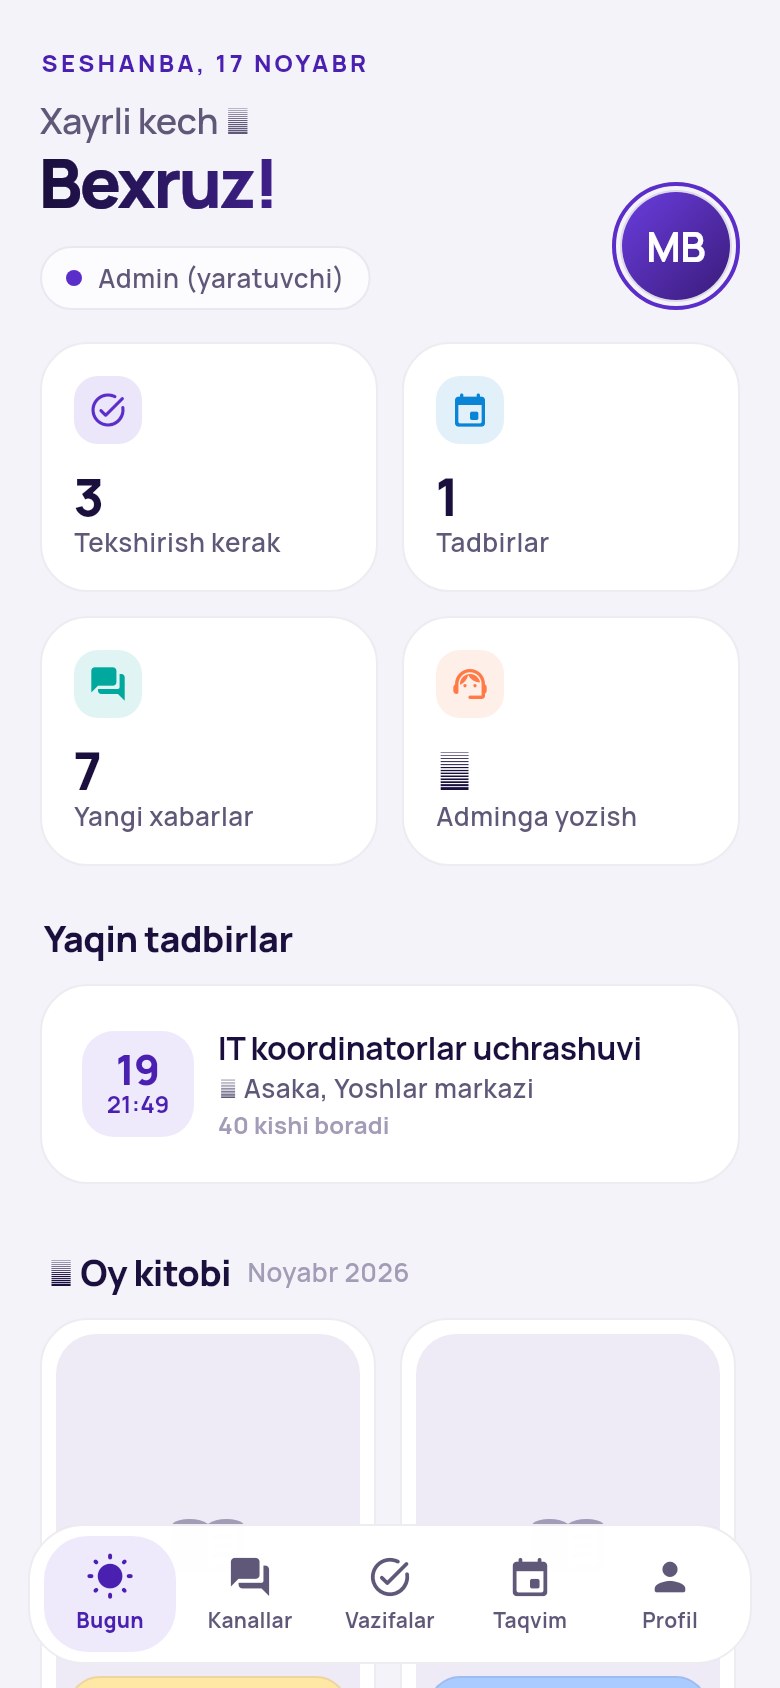 SESHANBA, 17 NOYABR
Xayrli kech
Bexruz!
MB
Admin (yaratuvchi)
3
Tekshirish kerak
1
Tadbirlar
7
Yangi xabarlar
Adminga yozish
Yaqin tadbirlar
19
21:49
IT koordinatorlar uchrashuvi
Asaka, Yoshlar markazi
40 kishi boradi
Oy kitobi Noyabr 2026
Bugun
Kanallar
Vazifalar
Taqvim
Profil